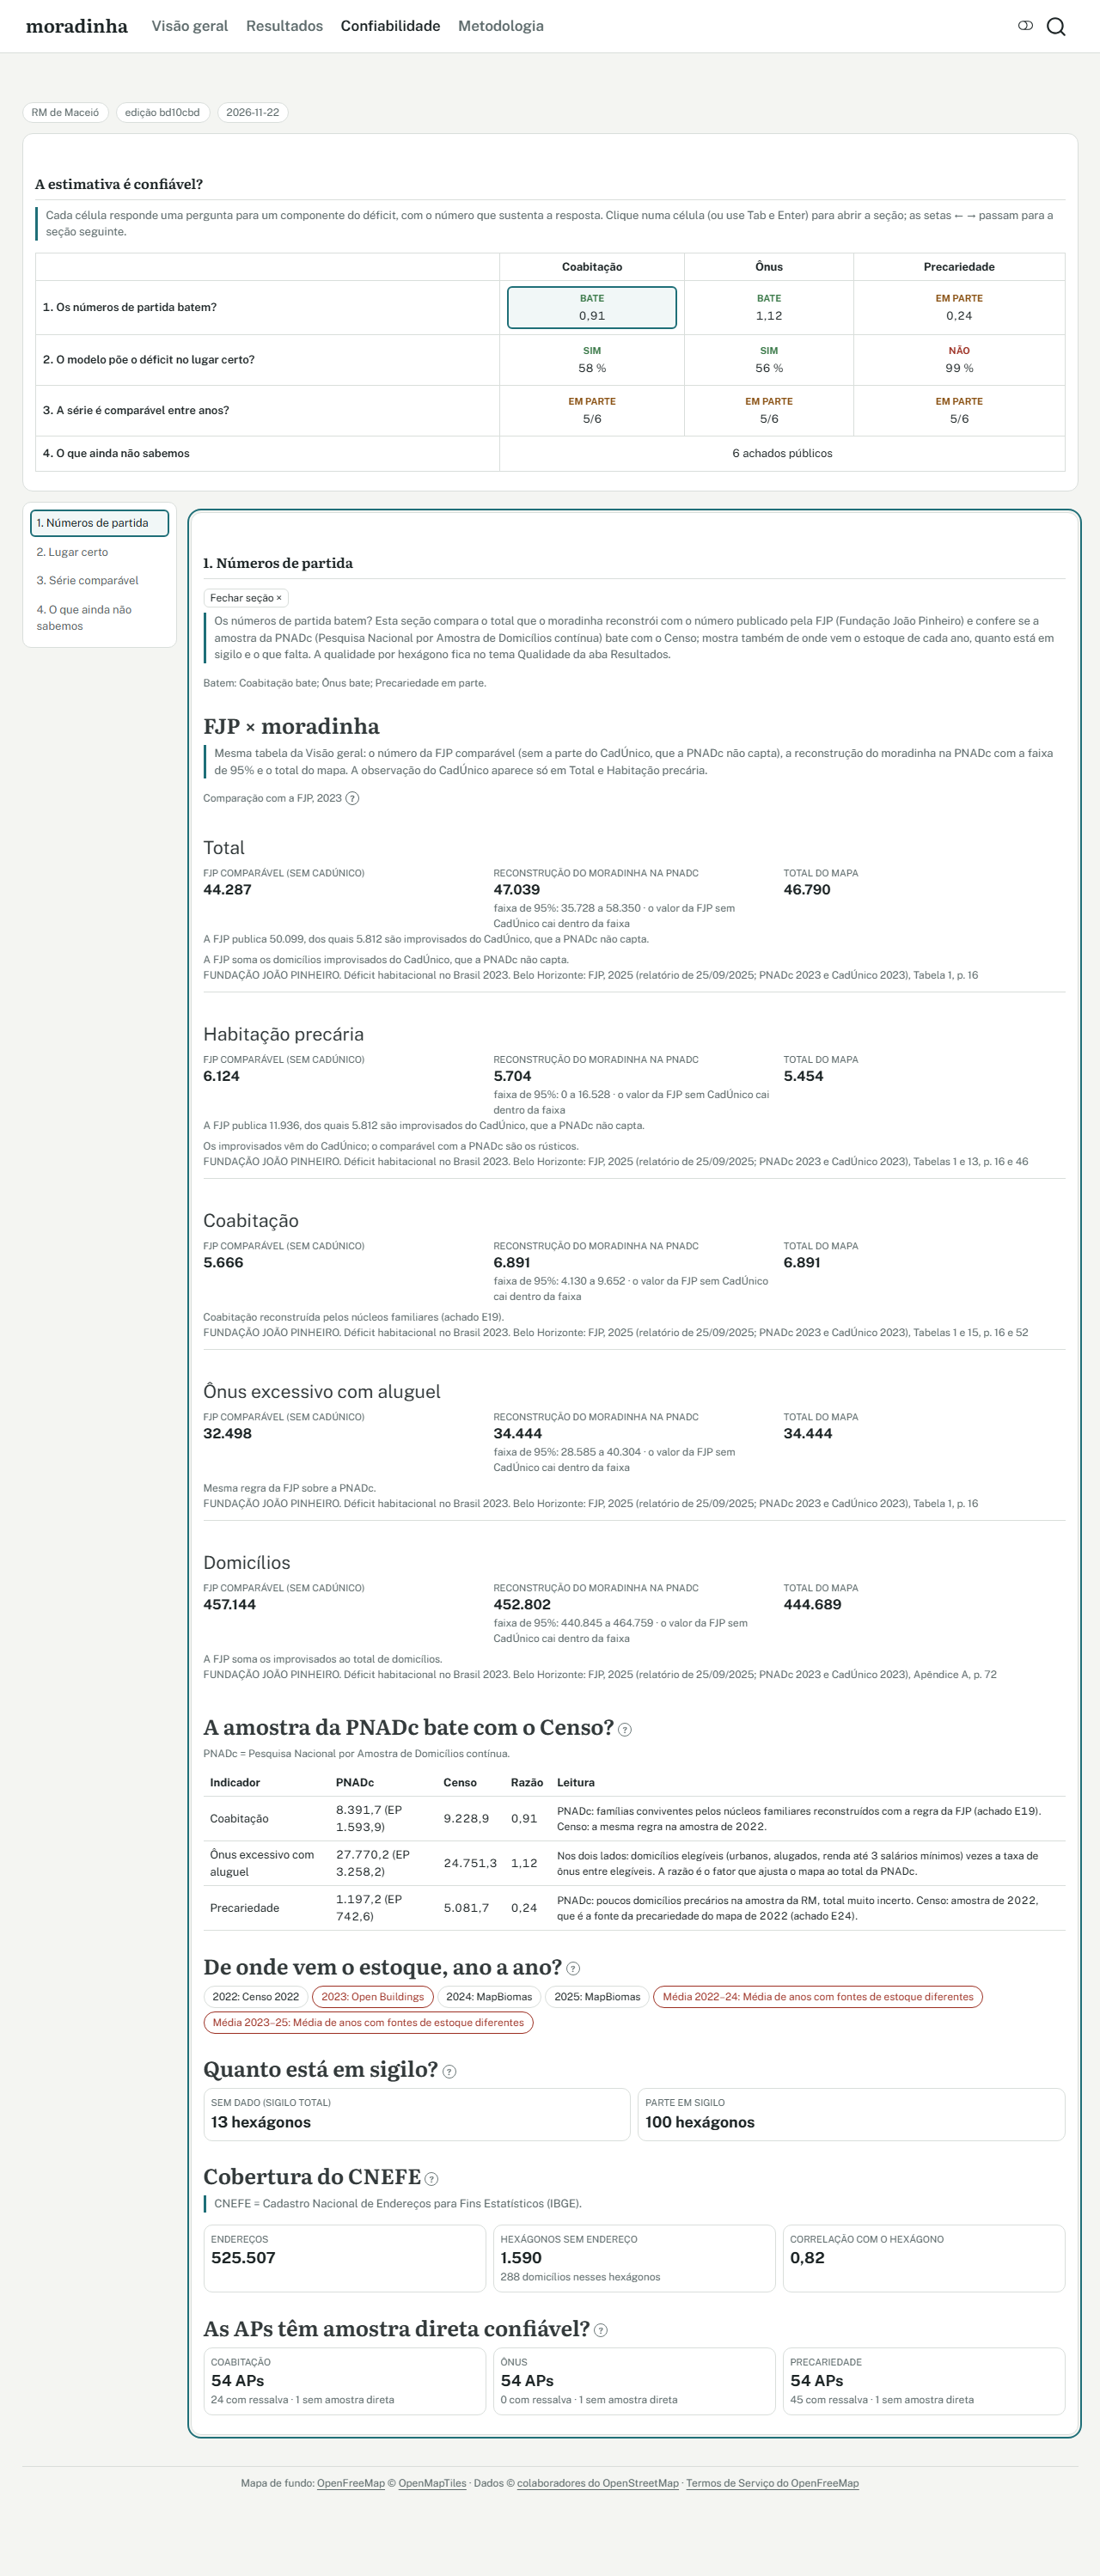 moradinha Visão geral Resultados Confiabilidade Metodologia
RM de Maceió edição bd10cbd 2026-11-22
A estimativa é confiável?
Cada célula responde uma pergunta para um componente do déficit, com o número que sustenta a resposta. Clique numa célula (ou use Tab e Enter) para abrir a seção; as setas ← → passam para a
seção seguinte.
Coabitação Ônus Precariedade
1. Os números de partida batem?
BATE BATE EM PARTE
0,91 1,12 0,24
2. O modelo põe o déficit no lugar certo?
SIM SIM NÃO
58 % 56 % 99 %
3. A série é comparável entre anos?
EM PARTE EM PARTE EM PARTE
5/6 5/6 5/6
4. O que ainda não sabemos 6 achados públicos
1. Números de partida
2. Lugar certo
3. Série comparável
4. O que ainda não
sabemos
1. Números de partida
Fechar seção ×
Os números de partida batem? Esta seção compara o total que o moradinha reconstrói com o número publicado pela FJP (Fundação João Pinheiro) e confere se a
amostra da PNADc (Pesquisa Nacional por Amostra de Domicílios contínua) bate com o Censo; mostra também de onde vem o estoque de cada ano, quanto está em
sigilo e o que falta. A qualidade por hexágono fica no tema Qualidade da aba Resultados.
Batem: Coabitação bate; Ônus bate; Precariedade em parte.
FJP × moradinha
Mesma tabela da Visão geral: o número da FJP comparável (sem a parte do CadÚnico, que a PNADc não capta), a reconstrução do moradinha na PNADc com a faixa
de 95% e o total do mapa. A observação do CadÚnico aparece só em Total e Habitação precária.
Comparação com a FJP, 2023 ?
Total
FJP COMPARÁVEL (SEM CADÚNICO) RECONSTRUÇÃO DO MORADINHA NA PNADC TOTAL DO MAPA
44.287 47.039 46.790
faixa de 95%: 35.728 a 58.350 · o valor da FJP sem
CadÚnico cai dentro da faixa
A FJP publica 50.099, dos quais 5.812 são improvisados do CadÚnico, que a PNADc não capta.
A FJP soma os domicílios improvisados do CadÚnico, que a PNADc não capta.
FUNDAÇÃO JOÃO PINHEIRO. Déficit habitacional no Brasil 2023. Belo Horizonte: FJP, 2025 (relatório de 25/09/2025; PNADc 2023 e CadÚnico 2023), Tabela 1, p. 16
Habitação precária
FJP COMPARÁVEL (SEM CADÚNICO) RECONSTRUÇÃO DO MORADINHA NA PNADC TOTAL DO MAPA
6.124 5.704 5.454
faixa de 95%: 0 a 16.528 · o valor da FJP sem CadÚnico cai
dentro da faixa
A FJP publica 11.936, dos quais 5.812 são improvisados do CadÚnico, que a PNADc não capta.
Os improvisados vêm do CadÚnico; o comparável com a PNADc são os rústicos.
FUNDAÇÃO JOÃO PINHEIRO. Déficit habitacional no Brasil 2023. Belo Horizonte: FJP, 2025 (relatório de 25/09/2025; PNADc 2023 e CadÚnico 2023), Tabelas 1 e 13, p. 16 e 46
Coabitação
FJP COMPARÁVEL (SEM CADÚNICO) RECONSTRUÇÃO DO MORADINHA NA PNADC TOTAL DO MAPA
5.666 6.891 6.891
faixa de 95%: 4.130 a 9.652 · o valor da FJP sem CadÚnico
cai dentro da faixa
Coabitação reconstruída pelos núcleos familiares (achado E19).
FUNDAÇÃO JOÃO PINHEIRO. Déficit habitacional no Brasil 2023. Belo Horizonte: FJP, 2025 (relatório de 25/09/2025; PNADc 2023 e CadÚnico 2023), Tabelas 1 e 15, p. 16 e 52
Ônus excessivo com aluguel
FJP COMPARÁVEL (SEM CADÚNICO) RECONSTRUÇÃO DO MORADINHA NA PNADC TOTAL DO MAPA
32.498 34.444 34.444
faixa de 95%: 28.585 a 40.304 · o valor da FJP sem
CadÚnico cai dentro da faixa
Mesma regra da FJP sobre a PNADc.
FUNDAÇÃO JOÃO PINHEIRO. Déficit habitacional no Brasil 2023. Belo Horizonte: FJP, 2025 (relatório de 25/09/2025; PNADc 2023 e CadÚnico 2023), Tabela 1, p. 16
Domicílios
FJP COMPARÁVEL (SEM CADÚNICO) RECONSTRUÇÃO DO MORADINHA NA PNADC TOTAL DO MAPA
457.144 452.802 444.689
faixa de 95%: 440.845 a 464.759 · o valor da FJP sem
CadÚnico cai dentro da faixa
A FJP soma os improvisados ao total de domicílios.
FUNDAÇÃO JOÃO PINHEIRO. Déficit habitacional no Brasil 2023. Belo Horizonte: FJP, 2025 (relatório de 25/09/2025; PNADc 2023 e CadÚnico 2023), Apêndice A, p. 72
A amostra da PNADc bate com o Censo? ?
PNADc = Pesquisa Nacional por Amostra de Domicílios contínua.
Indicador PNADc Censo Razão Leitura
Coabitação 8.391,7 (EP 1.593,9) 9.228,9 0,91 PNADc: famílias conviventes pelos núcleos familiares reconstruídos com a regra da FJP (achado E19).
Censo: a mesma regra na amostra de 2022.
Ônus excessivo com aluguel 27.770,2 (EP 3.258,2) 24.751,3 1,12 Nos dois lados: domicílios elegíveis (urbanos, alugados, renda até 3 salários mínimos) vezes a taxa de
ônus entre elegíveis. A razão é o fator que ajusta o mapa ao total da PNADc.
Precariedade 1.197,2 (EP 742,6) 5.081,7 0,24 PNADc: poucos domicílios precários na amostra da RM, total muito incerto. Censo: amostra de 2022,
que é a fonte da precariedade do mapa de 2022 (achado E24).
De onde vem o estoque, ano a ano? ?
2022: Censo 2022 2023: Open Buildings 2024: MapBiomas 2025: MapBiomas Média 2022–24: Média de anos com fontes de estoque diferentes
Média 2023–25: Média de anos com fontes de estoque diferentes
Quanto está em sigilo? ?
SEM DADO (SIGILO TOTAL) PARTE EM SIGILO
13 hexágonos 100 hexágonos
Cobertura do CNEFE ?
CNEFE = Cadastro Nacional de Endereços para Fins Estatísticos (IBGE).
ENDEREÇOS HEXÁGONOS SEM ENDEREÇO CORRELAÇÃO COM O HEXÁGONO
525.507 1.590 0,82
288 domicílios nesses hexágonos
As APs têm amostra direta confiável? ?
COABITAÇÃO ÔNUS PRECARIEDADE
54 APs 54 APs 54 APs
24 com ressalva · 1 sem amostra direta 0 com ressalva · 1 sem amostra direta 45 com ressalva · 1 sem amostra direta
Mapa de fundo: OpenFreeMap © OpenMapTiles · Dados © colaboradores do OpenStreetMap · Termos de Serviço do OpenFreeMap